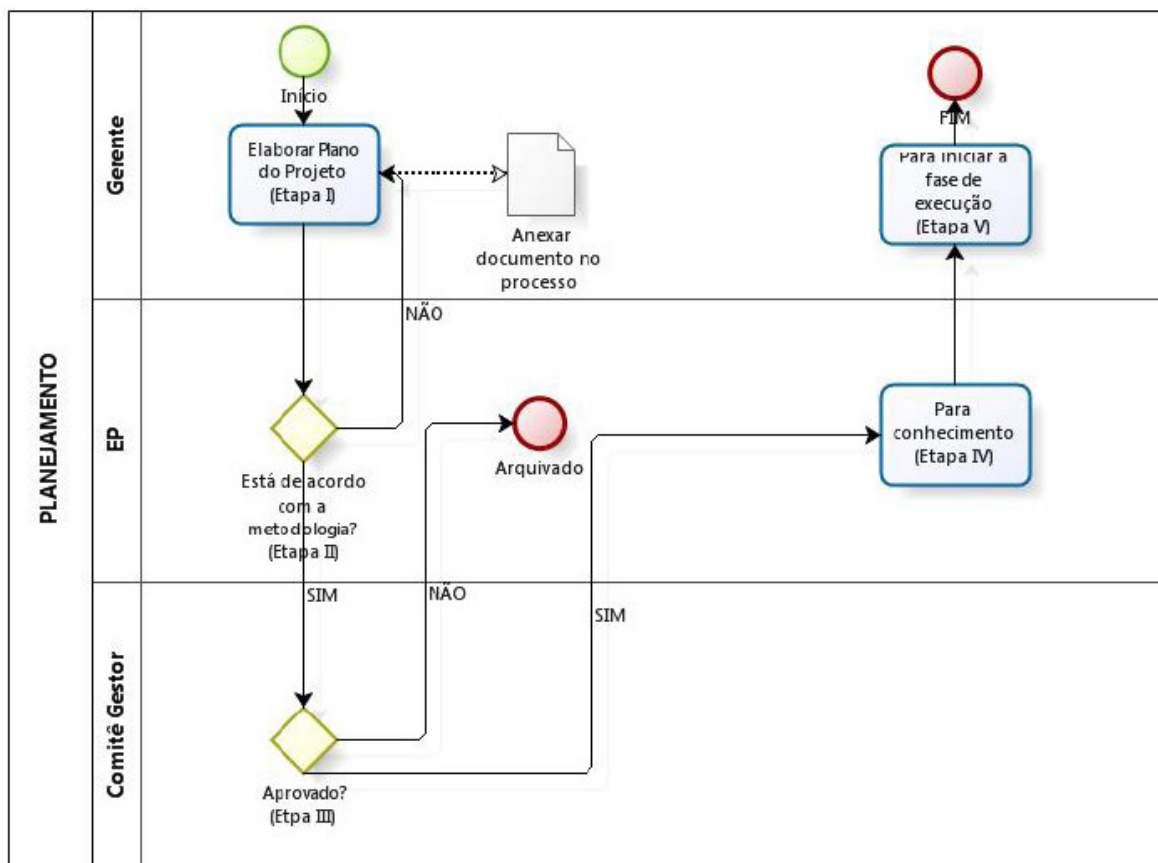 PLANEJAMENTO
Gerente
Início
Elaborar Plano
do Projeto
(Etapa I)
Anexar
documento no
processo
FIM
Para iniciar a
fase de
execução
(Etapa V)
EP
NÃO
Está de acordo
com a
metodologia?
(Etapa II)
Arquivado
Para
conhecimento
(Etapa IV)
Comitê Gestor
SIM
NÃO
SIM
Aprovado?
(Etpa III)